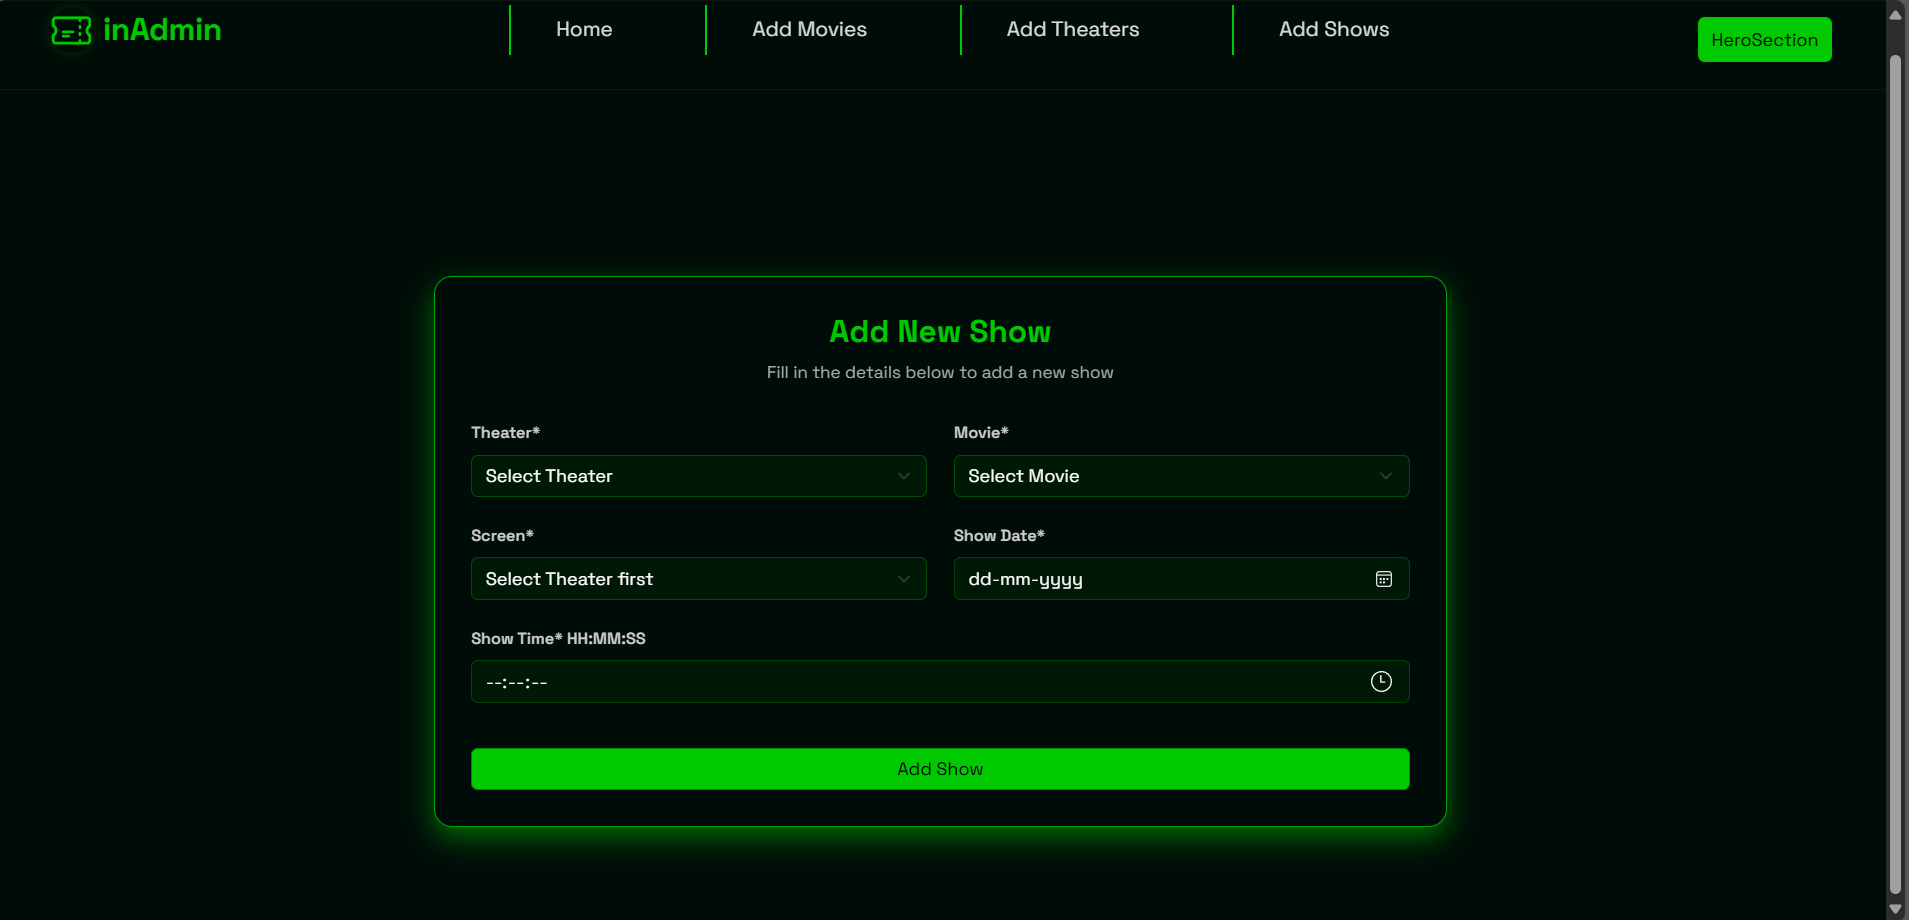 inAdmin
Home
Add Movies
Add Theaters
Add Shows
HeroSection
Add New Show
Fill in the details below to add a new show
Theater*
Movie*
Select Theater
Select Movie
Screen*
Show Date*
Select Theater first
dd-mm-yyyy
Show Time* HH:MM:SS
--:--:--
Add Show